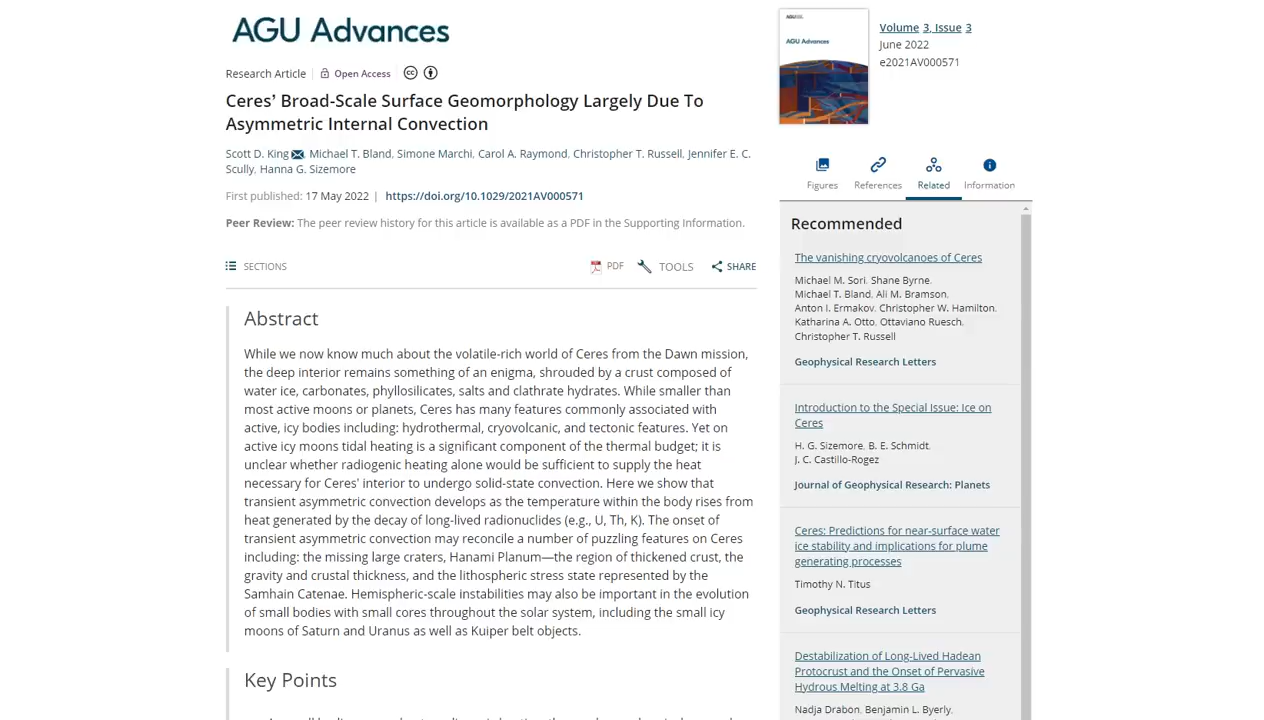 AGU Advances
Research Article
Open Access
Ceres’ Broad-Scale Surface Geomorphology Largely Due To
Asymmetric Internal Convection
Scott D. King, Michael T. Bland, Simone Marchi, Carol A. Raymond, Christopher T. Russell, Jennifer E. C.
Scully, Hanna G. Sizemore
First published: 17 May 2022 | https://doi.org/10.1029/2021AV000571
Peer Review: The peer review history for this article is available as a PDF in the Supporting Information.
SECTIONS
PDF
TOOLS
SHARE
Abstract
While we now know much about the volatile-rich world of Ceres from the Dawn mission,
the deep interior remains something of an enigma, shrouded by a crust composed of
water ice, carbonates, phyllosilicates, salts and clathrate hydrates. While smaller than
most active moons or planets, Ceres has many features commonly associated with
active, icy bodies including: hydrothermal, cryovolcanic, and tectonic features. Yet on
active icy moons tidal heating is a significant component of the thermal budget; it is
unclear whether radiogenic heating alone would be sufficient to supply the heat
necessary for Ceres' interior to undergo solid-state convection. Here we show that
transient asymmetric convection develops as the temperature within the body rises from
heat generated by the decay of long-lived radionuclides (e.g., U, Th, K). The onset of
transient asymmetric convection may reconcile a number of puzzling features on Ceres
including: the missing large craters, Hanami Planum—the region of thickened crust, the
gravity and crustal thickness, and the lithospheric stress state represented by the
Samhain Catenae. Hemispheric-scale instabilities may also be important in the evolution
of small bodies with small cores throughout the solar system, including the small icy
moons of Saturn and Uranus as well as Kuiper belt objects.
Key Points
AGU Advances
Volume 3, Issue 3
June 2022
e2021AV000571
Figures
References
Related
Information
Recommended
The vanishing cryovolcanoes of Ceres
Michael M. Sori, Shane Byrne,
Michael T. Bland, Ali M. Bramson,
Anton I. Ermakov, Christopher W. Hamilton,
Katharina A. Otto, Ottaviano Ruesch,
Christopher T. Russell
Geophysical Research Letters
Introduction to the Special Issue: Ice on
Ceres
H. G. Sizemore, B. E. Schmidt,
J. C. Castillo-Rogez
Journal of Geophysical Research: Planets
Ceres: Predictions for near-surface water
ice stability and implications for plume
generating processes
Timothy N. Titus
Geophysical Research Letters
Destabilization of Long-Lived Hadean
Protocrust and the Onset of Pervasive
Hydrous Melting at 3.8 Ga
Nadja Drabon, Benjamin L. Byerly,